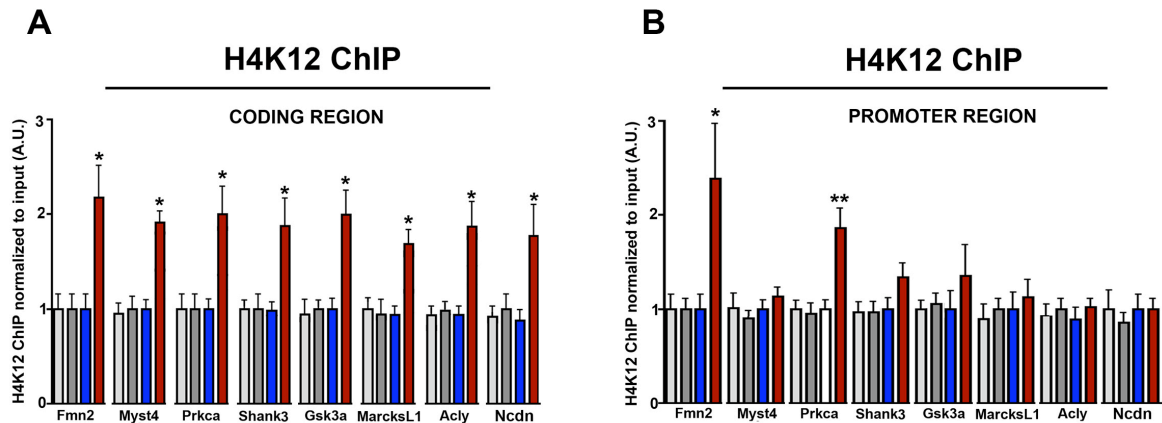 A
H4K12 ChIP
CODING REGION
H4K12 ChIP normalized to input (A.U.)
3
2
1
0
* * * * * * * *
Fmn2 Myst4 Prkca Shank3 Gsk3a MarcksL1 Acly Ncdn
B
H4K12 ChIP
PROMOTER REGION
H4K12 ChIP normalized to input (A.U.)
3
2
1
0
* **
Fmn2 Myst4 Prkca Shank3 Gsk3a MarcksL1 Acly Ncdn